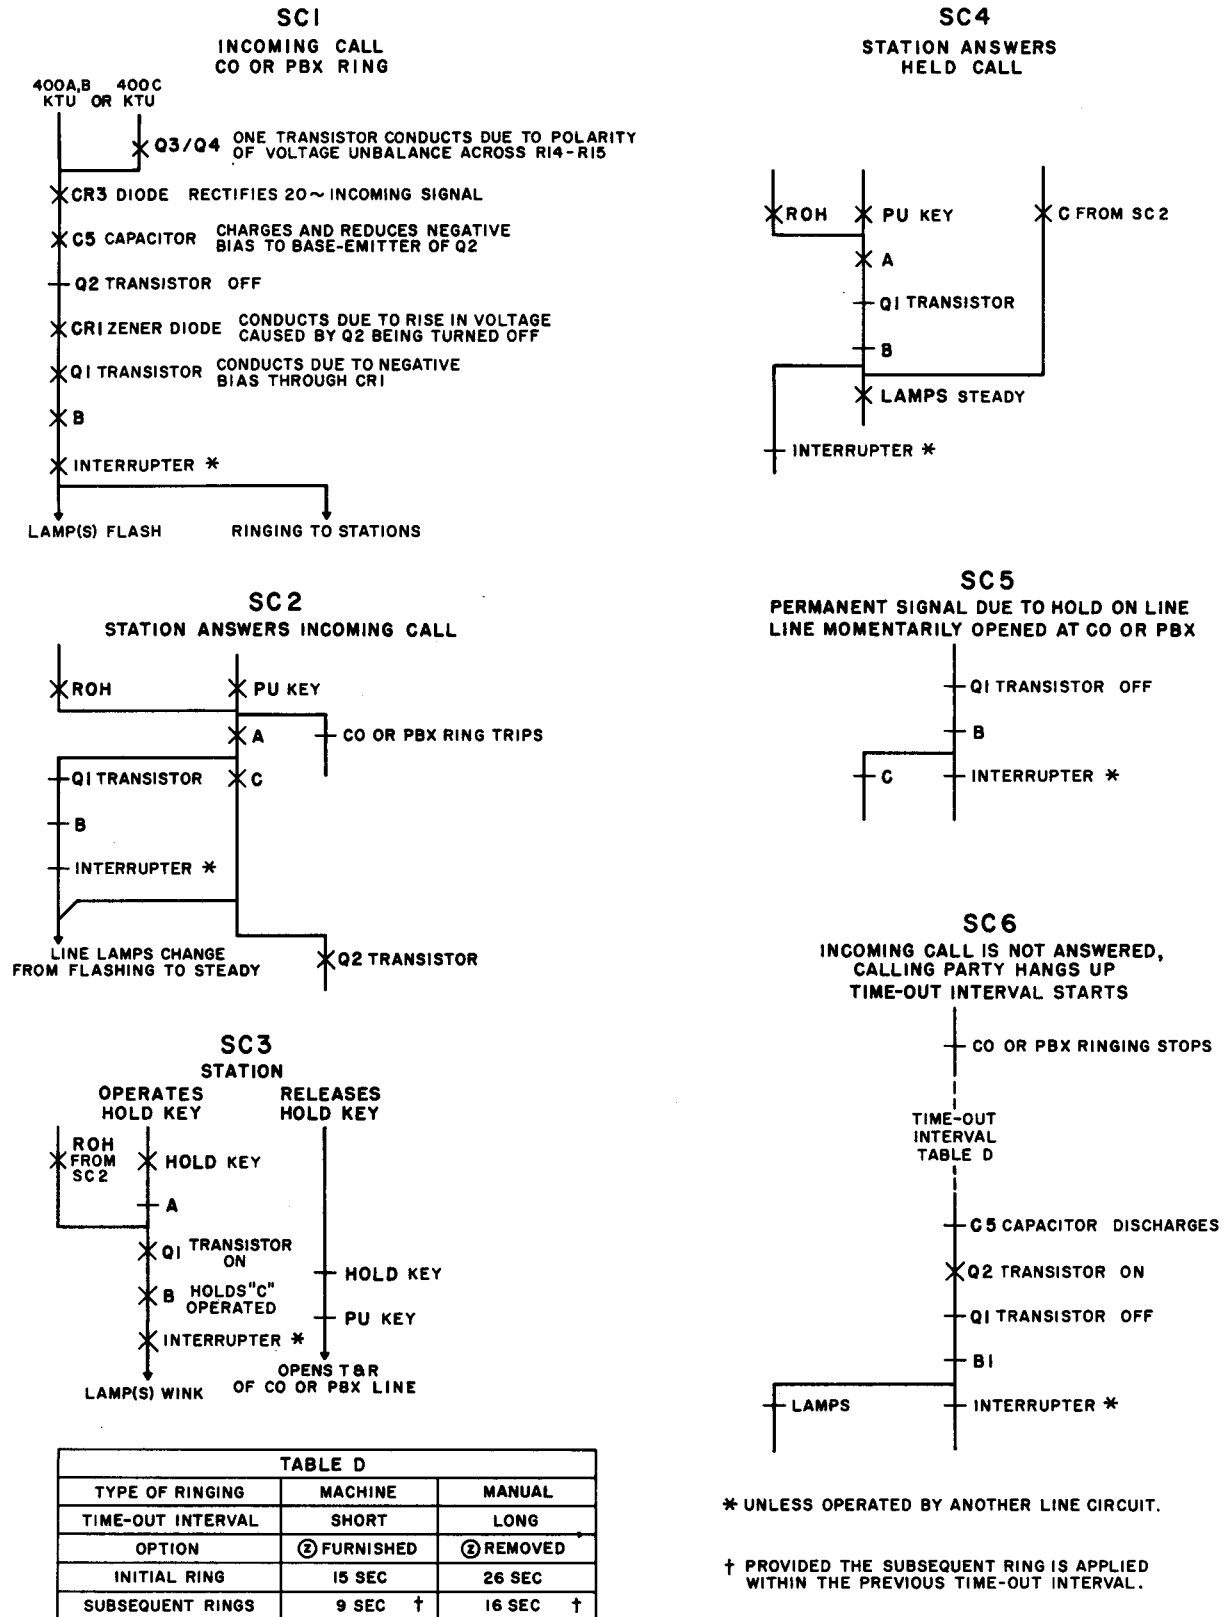 SC1
INCOMING CALL
CO OR PBX RING
400A,B 400C
KTU OR KTU
Q3/Q4 ONE TRANSISTOR CONDUCTS DUE TO POLARITY
OF VOLTAGE UNBALANCE ACROSS R14-R15
CR3 DIODE RECTIFIES 20~ INCOMING SIGNAL
C5 CAPACITOR CHARGES AND REDUCES NEGATIVE
BIAS TO BASE-EMITTER OF Q2
Q2 TRANSISTOR OFF
CR1 ZENER DIODE CONDUCTS DUE TO RISE IN VOLTAGE
CAUSED BY Q2 BEING TURNED OFF
Q1 TRANSISTOR CONDUCTS DUE TO NEGATIVE
BIAS THROUGH CR1
B
INTERRUPTER *
LAMP(S) FLASH RINGING TO STATIONS
SC2
STATION ANSWERS INCOMING CALL
ROH PU KEY
A CO OR PBX RING TRIPS
Q1 TRANSISTOR C
B
INTERRUPTER *
LINE LAMPS CHANGE
FROM FLASHING TO STEADY
Q2 TRANSISTOR
SC3
STATION
OPERATES RELEASES
HOLD KEY HOLD KEY
ROH
FROM
SC2
HOLD KEY
A
Q1 TRANSISTOR
ON
B HOLDS "C"
OPERATED
INTERRUPTER *
LAMP(S) WINK
HOLD KEY
PU KEY
OPENS T&R
OF CO OR PBX LINE
TABLE D
TYPE OF RINGING MACHINE MANUAL
TIME-OUT INTERVAL SHORT LONG
OPTION Ⓩ FURNISHED Ⓩ REMOVED
INITIAL RING 15 SEC 26 SEC
SUBSEQUENT RINGS 9 SEC † 16 SEC †
SC4
STATION ANSWERS
HELD CALL
ROH PU KEY C FROM SC2
A
Q1 TRANSISTOR
B
LAMPS STEADY
INTERRUPTER *
SC5
PERMANENT SIGNAL DUE TO HOLD ON LINE
LINE MOMENTARILY OPENED AT CO OR PBX
Q1 TRANSISTOR OFF
B
C INTERRUPTER *
SC6
INCOMING CALL IS NOT ANSWERED,
CALLING PARTY HANGS UP
TIME-OUT INTERVAL STARTS
CO OR PBX RINGING STOPS
TIME-OUT
INTERVAL
TABLE D
C5 CAPACITOR DISCHARGES
Q2 TRANSISTOR ON
Q1 TRANSISTOR OFF
B1
LAMPS INTERRUPTER *
* UNLESS OPERATED BY ANOTHER LINE CIRCUIT.
† PROVIDED THE SUBSEQUENT RING IS APPLIED
WITHIN THE PREVIOUS TIME-OUT INTERVAL.